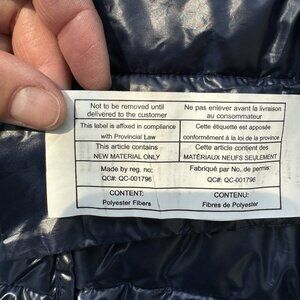 Not to be removed until
delivered to the customer
Ne pas enlever avant la livraison
au consommateur
This label is affixed in compliance
with Provincial Law
Cette étiquette est apposée
conformément à la loi de la province
This article contains
NEW MATERIAL ONLY
Cette article contient des
MATÉRIAUX NEUFS SEULEMENT
Made by reg. no:
QC#: QC-001796
Fabriqué par No. de permis
QC#: QC-001796
CONTENT:
Polyester Fibers
CONTENU:
Fibres de Polyester